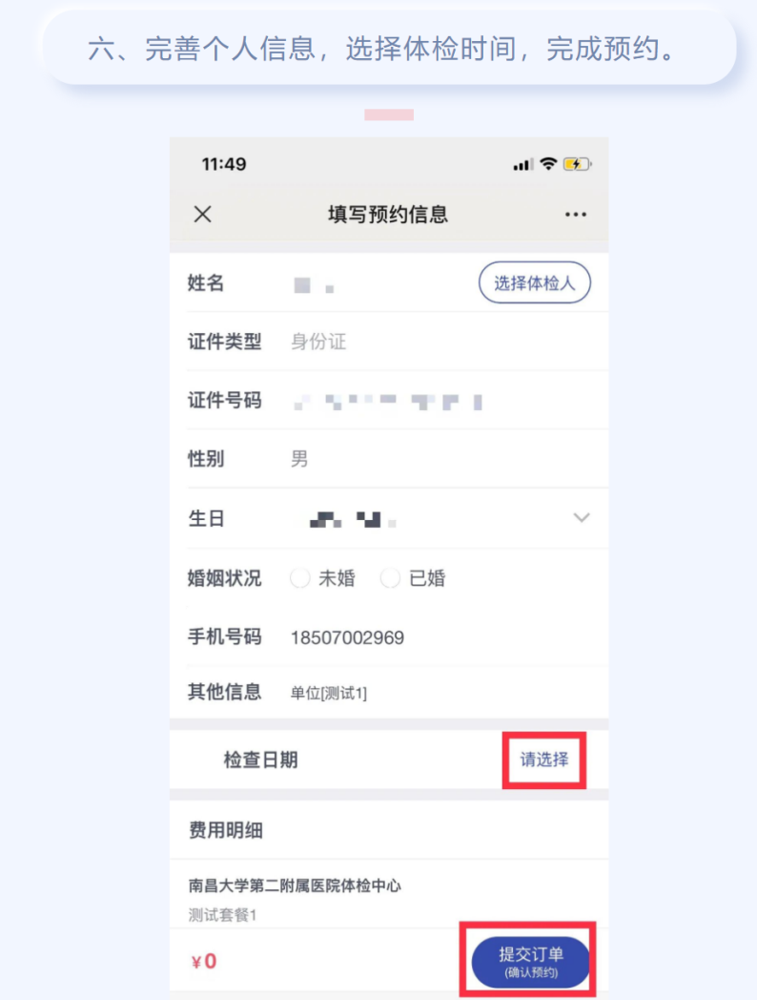 六、完善个人信息，选择体检时间，完成预约。
11:49
填写预约信息
姓名
选择体检人
证件类型 身份证
证件号码
性别 男
生日
婚姻状况 未婚 已婚
手机号码 18507002969
其他信息 单位[测试1]
检查日期 请选择
费用明细
南昌大学第二附属医院体检中心
测试套餐1
¥0
提交订单
(确认预约)